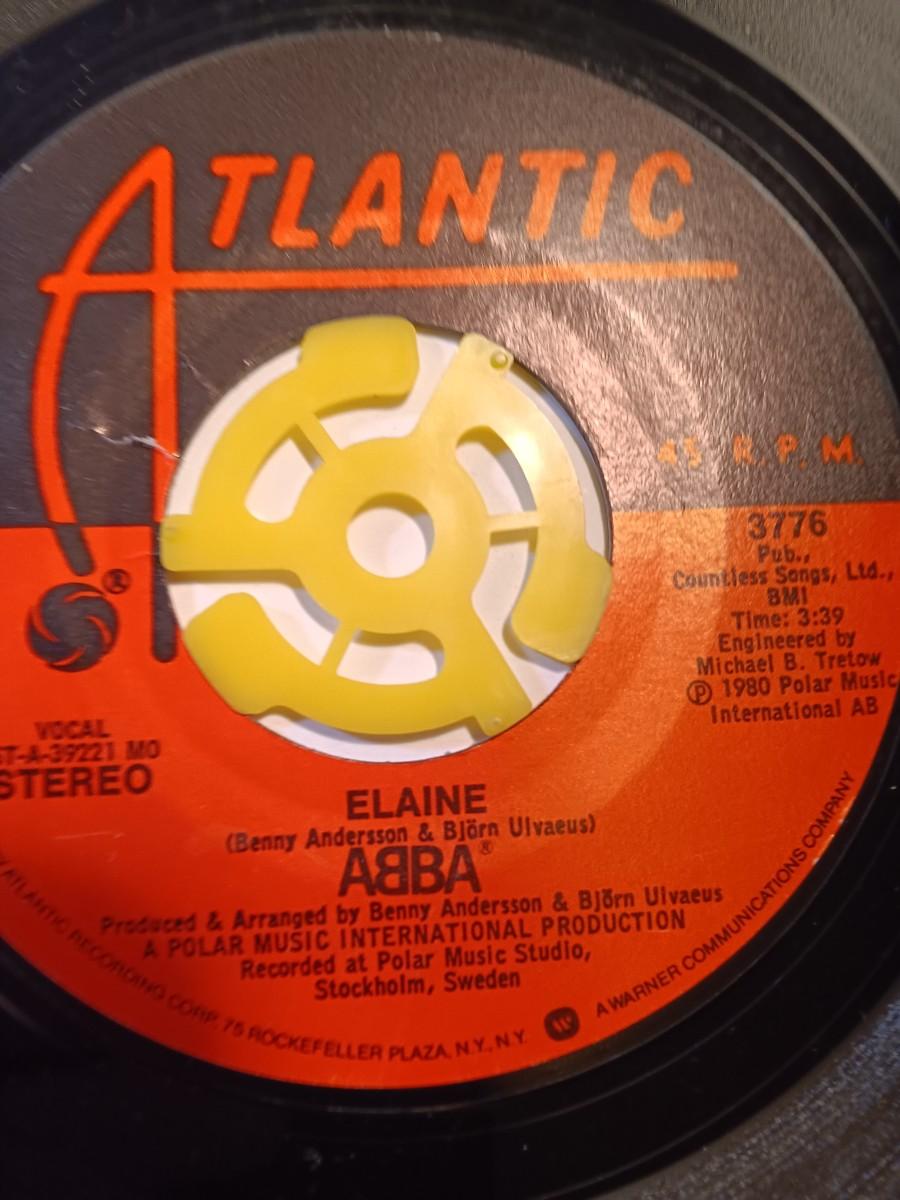 ATLANTIC
45 R.P.M.
3776
Pub.,
Countless Songs, Ltd.,
BMI
Time: 3:39
Engineered by
Michael B. Tretow
Ⓟ 1980 Polar Music
International AB
®
VOCAL
ST-A-39221 MO
STEREO
ELAINE
(Benny Andersson & Björn Ulvaeus)
ABBA®
Produced & Arranged by Benny Andersson & Björn Ulvaeus
A POLAR MUSIC INTERNATIONAL PRODUCTION
Recorded at Polar Music Studio,
Stockholm, Sweden
ATLANTIC RECORDING CORP. 75 ROCKEFELLER PLAZA, N.Y., N.Y. W A WARNER COMMUNICATIONS COMPANY